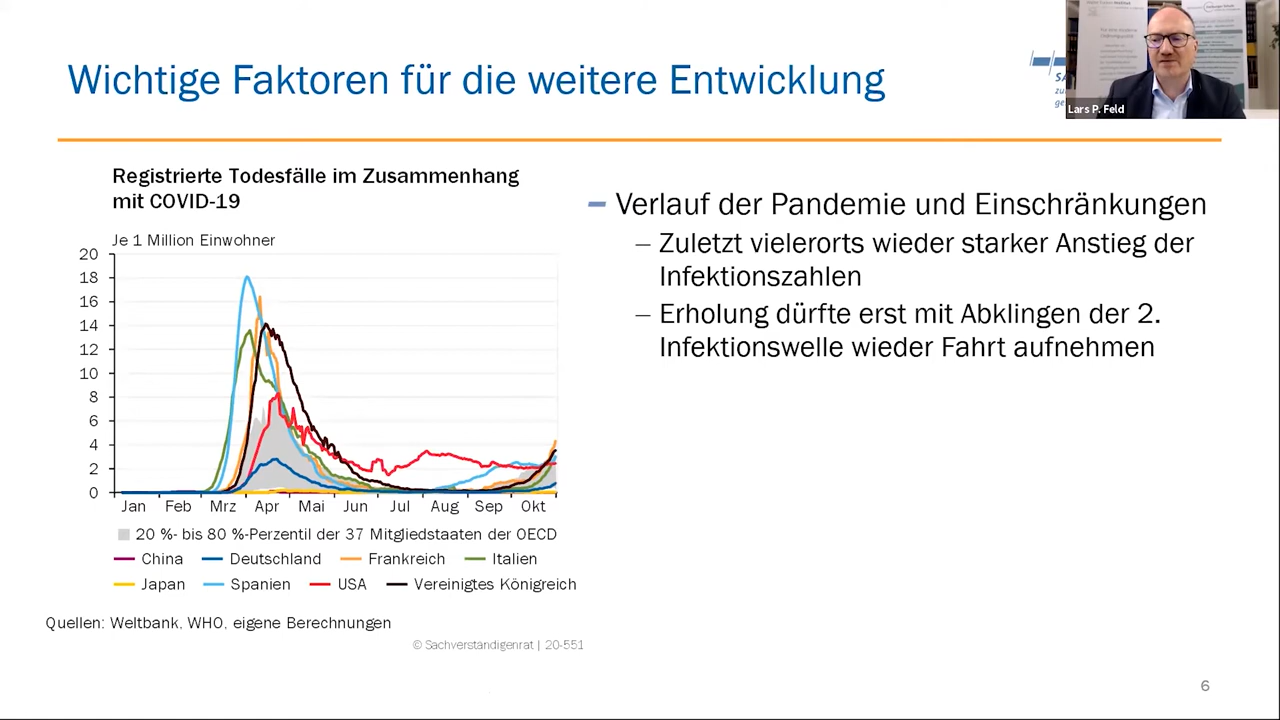 Wichtige Faktoren für die weitere Entwicklung
SA
zu
ge
Lars P. Feld
Registrierte Todesfälle im Zusammenhang
mit COVID-19
Je 1 Million Einwohner
20
18
16
14
12
10
8
6
4
2
0
Jan Feb Mrz Apr Mai Jun Jul Aug Sep Okt
20 %- bis 80 %-Perzentil der 37 Mitgliedstaaten der OECD
China Deutschland Frankreich Italien
Japan Spanien USA Vereinigtes Königreich
Quellen: Weltbank, WHO, eigene Berechnungen
© Sachverständigenrat | 20-551
Verlauf der Pandemie und Einschränkungen
– Zuletzt vielerorts wieder starker Anstieg der
Infektionszahlen
– Erholung dürfte erst mit Abklingen der 2.
Infektionswelle wieder Fahrt aufnehmen
6